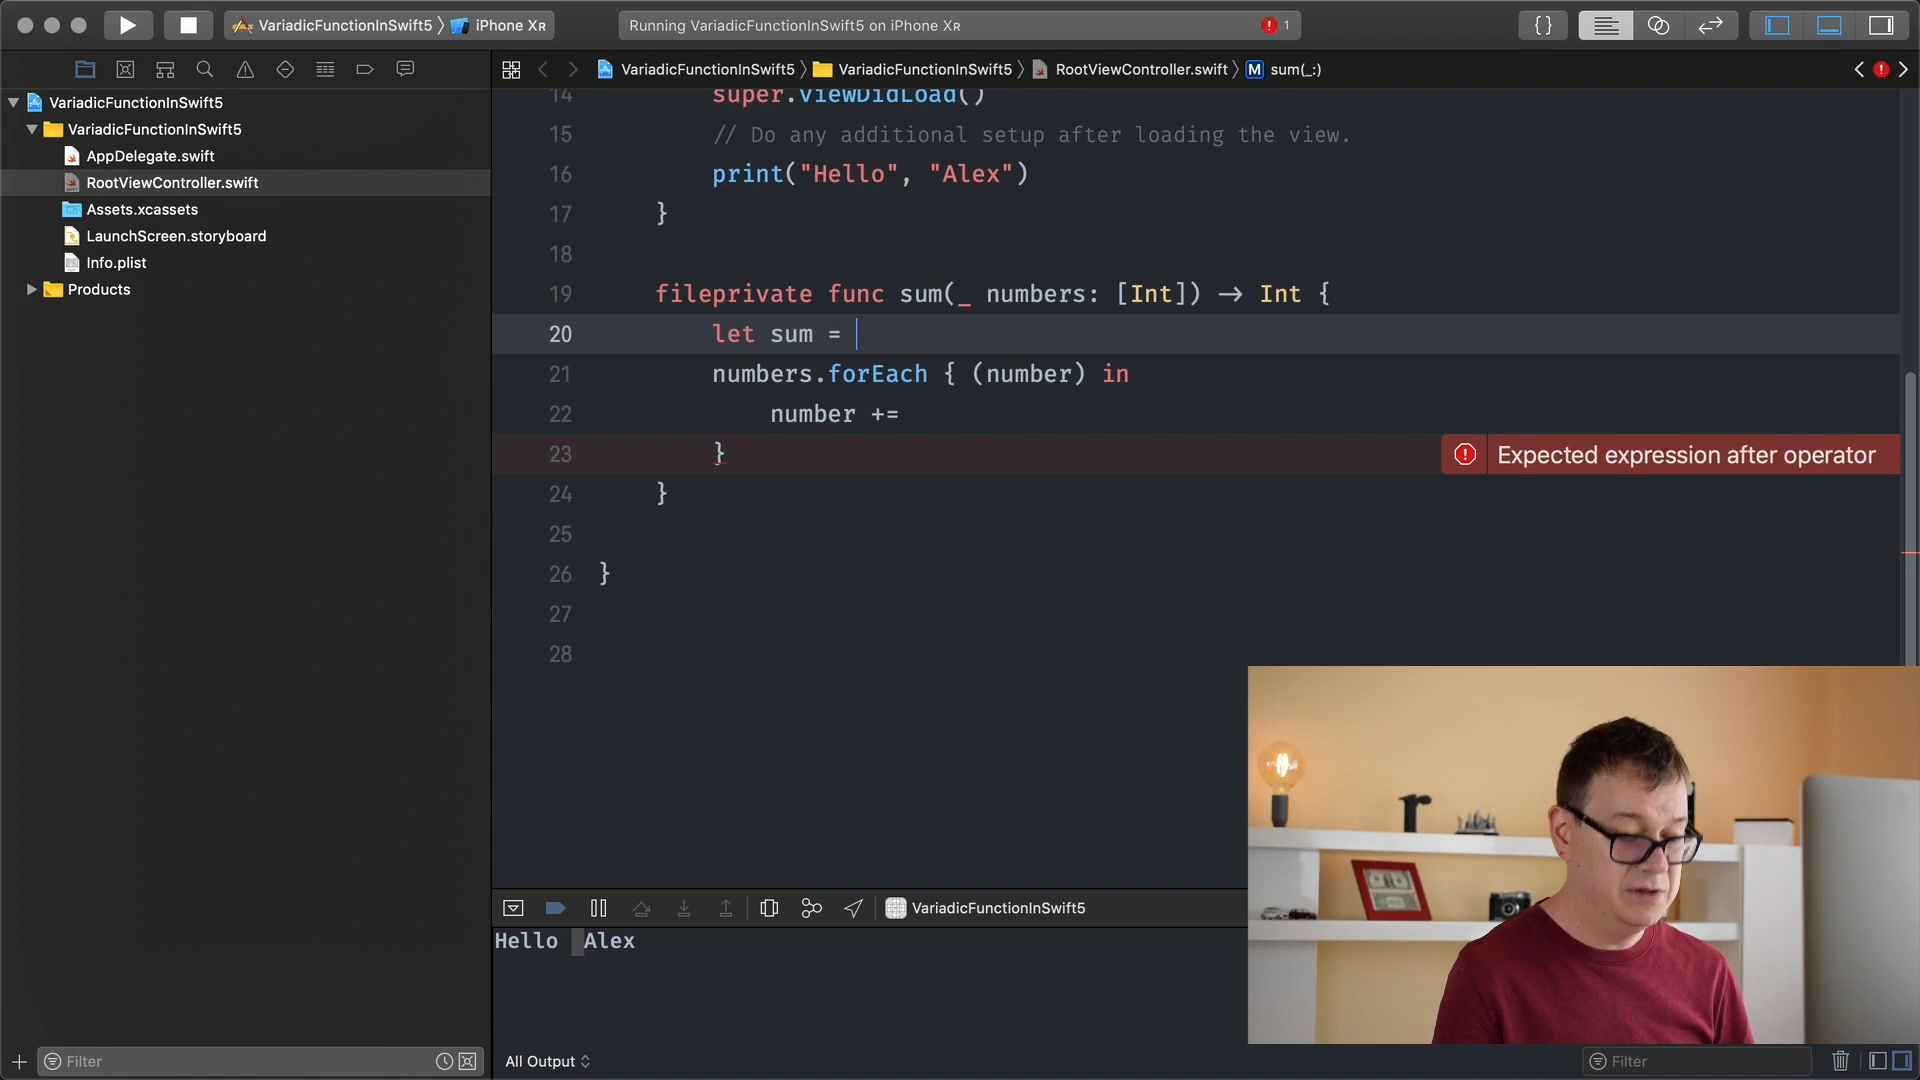 VariadicFunctionInSwift5 〉 iPhone XR
Running VariadicFunctionInSwift5 on iPhone XR
1
{}
VariadicFunctionInSwift5 〉 VariadicFunctionInSwift5 〉 RootViewController.swift 〉 M sum(_:)
VariadicFunctionInSwift5
VariadicFunctionInSwift5
AppDelegate.swift
RootViewController.swift
Assets.xcassets
LaunchScreen.storyboard
Info.plist
Products
14 super.viewDidLoad()
15 // Do any additional setup after loading the view.
16 print("Hello", "Alex")
17 }
18
19 fileprivate func sum(_ numbers: [Int]) -> Int {
20 let sum =
21 numbers.forEach { (number) in
22 number +=
23 } Expected expression after operator
24 }
25
26 }
27
28
VariadicFunctionInSwift5
Hello Alex
Filter
All Output
Filter